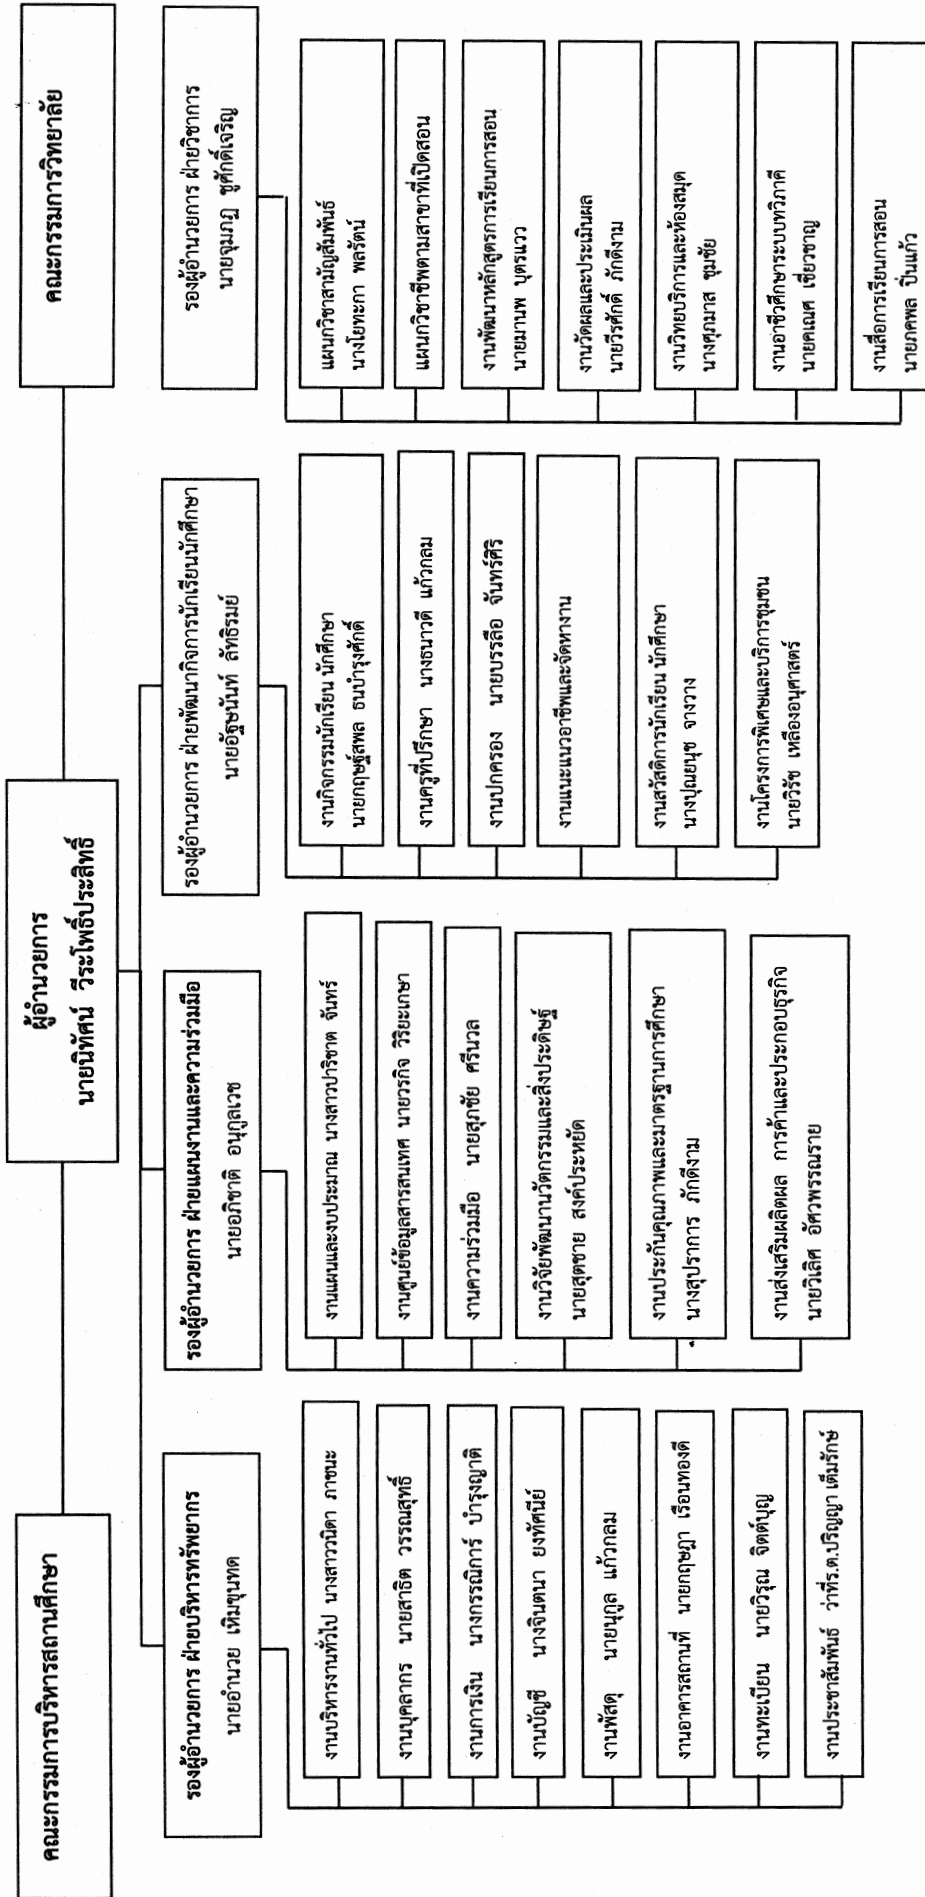 คณะกรรมการบริหารสถานศึกษา
ผู้อำนวยการ
นายนิทัศน์ วีระโพธิ์ประสิทธิ์
คณะกรรมการวิทยาลัย
รองผู้อำนวยการ ฝ่ายบริหารทรัพยากร
นายอำนวย เหิมขุนทด
งานบริหารงานทั่วไป นางสาววนิดา ภาชนะ
งานบุคลากร นายสาธิต วรรณสุทธิ์
งานการเงิน นางกรรณิการ์ บำรุงญาติ
งานบัญชี นางจินตนา ยงทัศนีย์
งานพัสดุ นายนุกูล แก้วกลม
งานอาคารสถานที่ นายกฤษฎา เรือนทองดี
งานทะเบียน นายวิรุณ จิตต์บุญ
งานประชาสัมพันธ์ ว่าที่ร.ต.ปริญญา เต็มรักษ์
รองผู้อำนวยการ ฝ่ายแผนงานและความร่วมมือ
นายอภิชาติ อนุกูลเวช
งานแผนและงบประมาณ นางสาวปาริชาต จันทร์
งานศูนย์ข้อมูลสารสนเทศ นายวรกิจ วิริยะเกษา
งานความร่วมมือ นายสุภชัย ศรีนวล
งานวิจัยพัฒนานวัตกรรมและสิ่งประดิษฐ์
นายสุดชาย สงค์ประหยัด
งานประกันคุณภาพและมาตรฐานการศึกษา
นางสุปราการ ภักดีงาม
งานส่งเสริมผลิตผล การค้าและประกอบธุรกิจ
นายวิเลิศ อัศวพรรณราย
รองผู้อำนวยการ ฝ่ายพัฒนากิจการนักเรียนนักศึกษา
นายอัฐษนันท์ ลัทธิรมย์
งานกิจกรรมนักเรียน นักศึกษา
นายกฤษฐ์สพล ธนบำรุงศักดิ์
งานครูที่ปรึกษา นางธนาวดี แก้วกลม
งานปกครอง นายบรรลือ จันทร์ศิริ
งานแนะแนวอาชีพและจัดหางาน
งานสวัสดิการนักเรียน นักศึกษา
นางปุณยนุช จางวาง
งานโครงการพิเศษและบริการชุมชน
นายวิรัช เหลืองอนุศาสตร์
รองผู้อำนวยการ ฝ่ายวิชาการ
นายจุมภฏ ชูศักดิ์เจริญ
แผนกวิชาสามัญสัมพันธ์
นางโยทะกา พลรัตน์
แผนกวิชาชีพตามสาขาที่เปิดสอน
งานพัฒนาหลักสูตรการเรียนการสอน
นายมานพ บุตรแวว
งานวัดผลและประเมินผล
นายวีรศักดิ์ ภักดีงาม
งานวิทยบริการและห้องสมุด
นางศุภมาส ชุมชัย
งานอาชีวศึกษาระบบทวิภาคี
นายคเณศ เชี่ยวชาญ
งานสื่อการเรียนการสอน
นายภคพล ปิ่นแก้ว